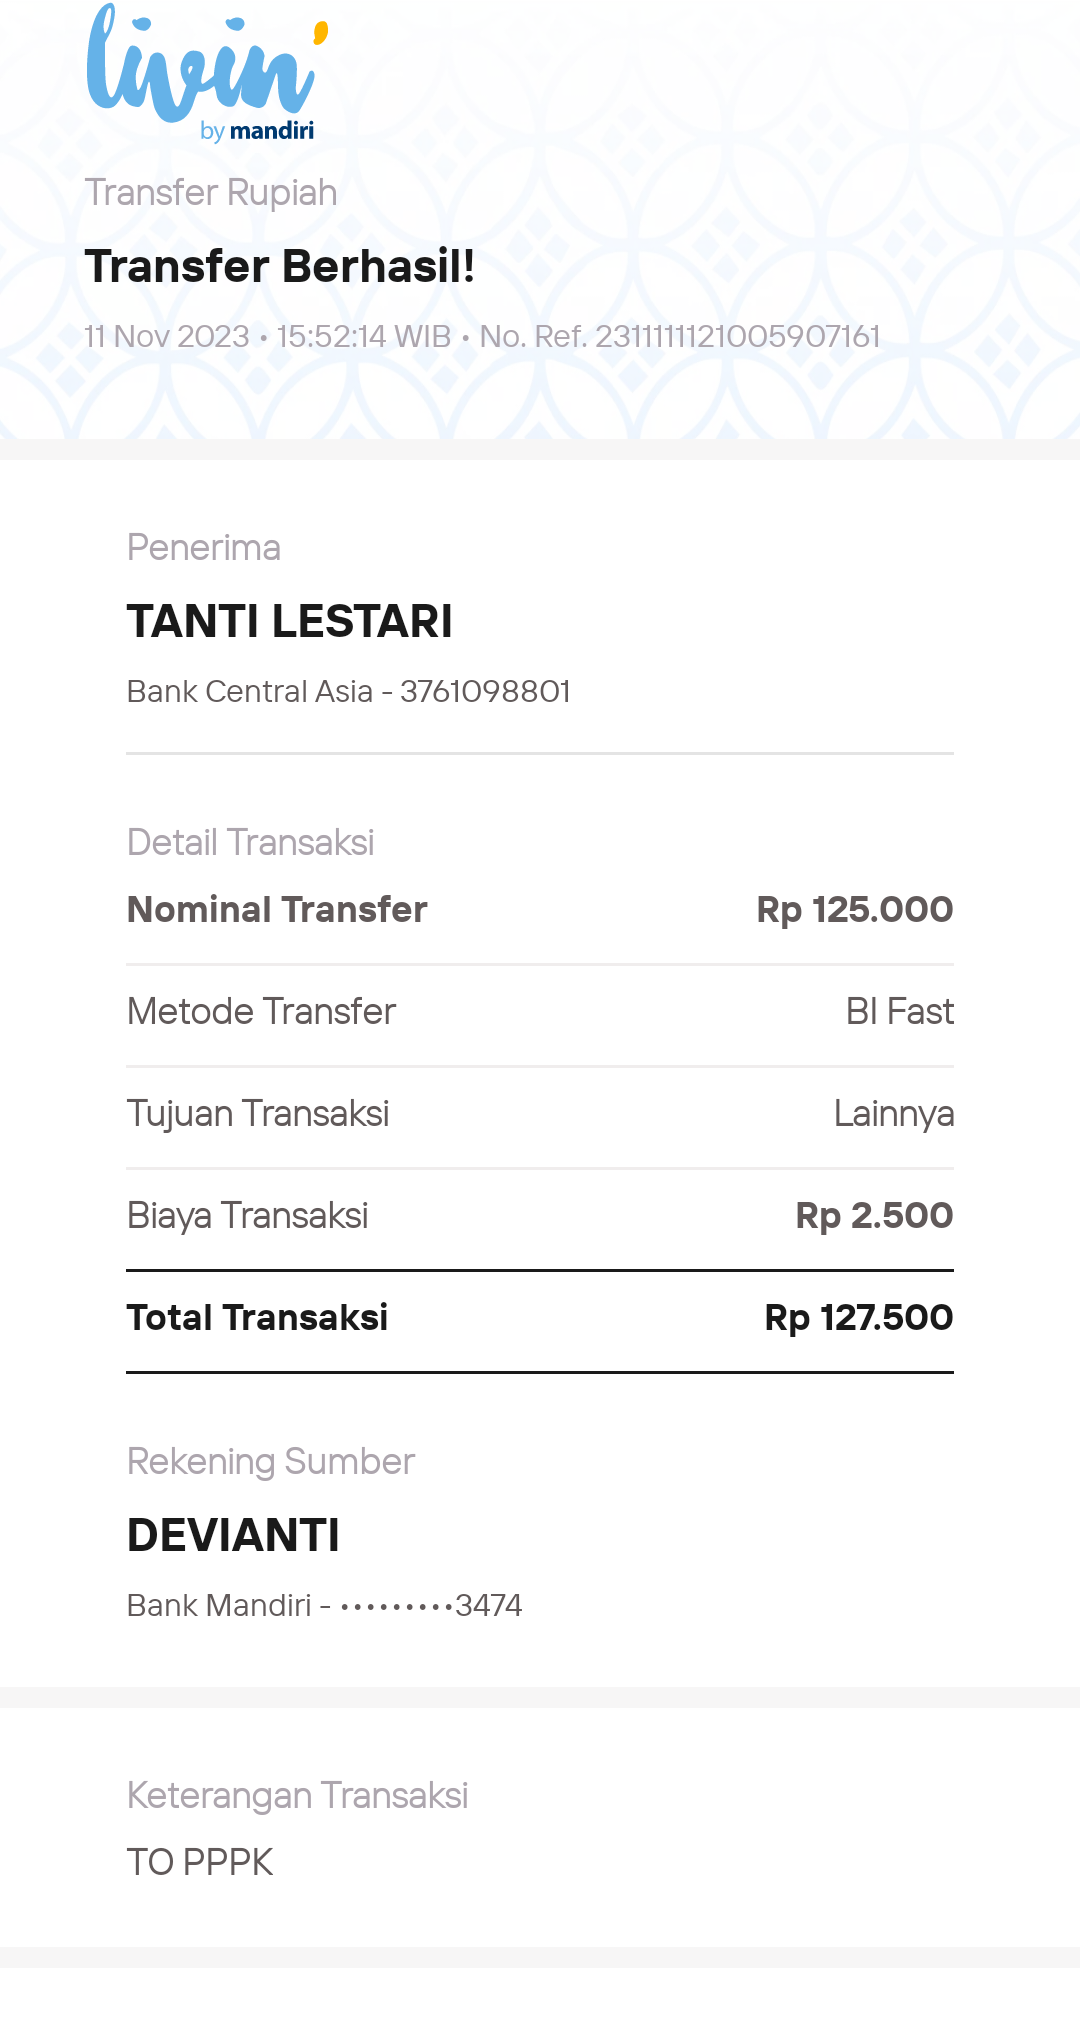 livin'
by mandiri
Transfer Rupiah
Transfer Berhasil!
11 Nov 2023 • 15:52:14 WIB • No. Ref. 2311111121005907161
Penerima
TANTI LESTARI
Bank Central Asia - 3761098801
Detail Transaksi
Nominal Transfer Rp 125.000
Metode Transfer BI Fast
Tujuan Transaksi Lainnya
Biaya Transaksi Rp 2.500
Total Transaksi Rp 127.500
Rekening Sumber
DEVIANTI
Bank Mandiri - •••••••••3474
Keterangan Transaksi
TO PPPK